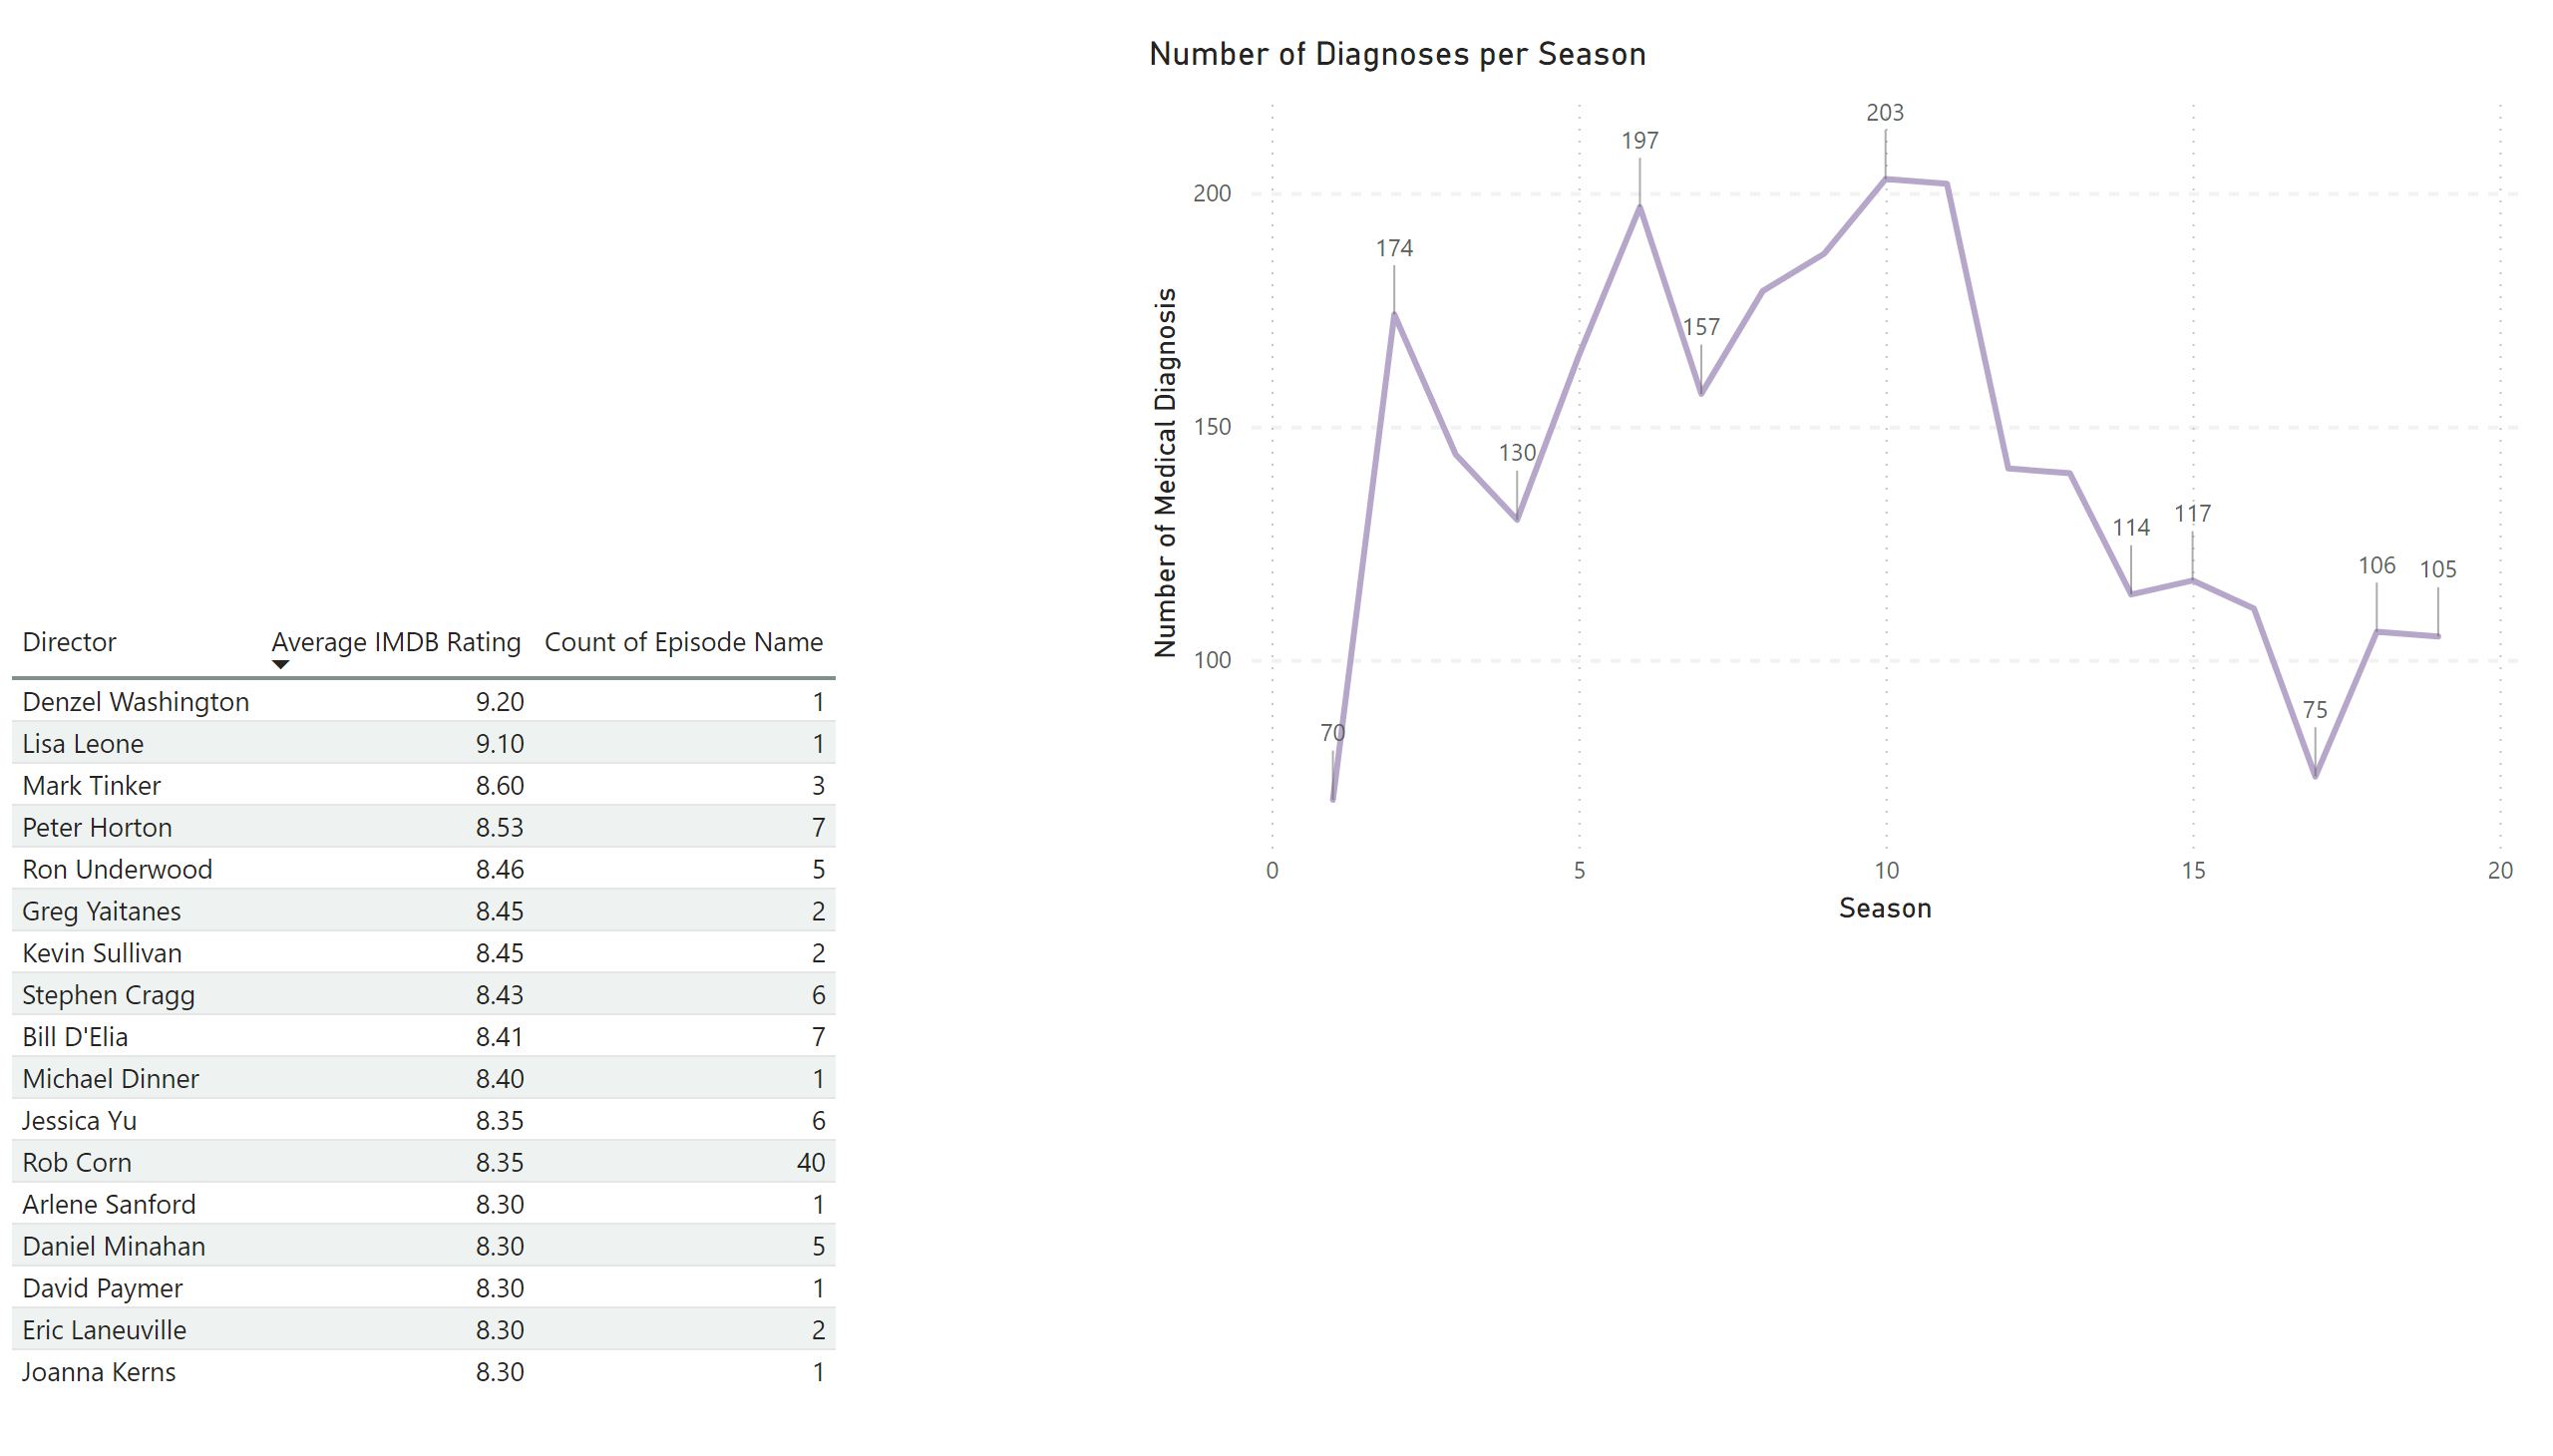 Number of Diagnoses per Season
203
197
200
174
157
150
130
114
117
106
105
100
75
70
0 5 10 15 20
Season
Number of Medical Diagnosis
Director Average IMDB Rating Count of Episode Name
Denzel Washington 9.20 1
Lisa Leone 9.10 1
Mark Tinker 8.60 3
Peter Horton 8.53 7
Ron Underwood 8.46 5
Greg Yaitanes 8.45 2
Kevin Sullivan 8.45 2
Stephen Cragg 8.43 6
Bill D'Elia 8.41 7
Michael Dinner 8.40 1
Jessica Yu 8.35 6
Rob Corn 8.35 40
Arlene Sanford 8.30 1
Daniel Minahan 8.30 5
David Paymer 8.30 1
Eric Laneuville 8.30 2
Joanna Kerns 8.30 1